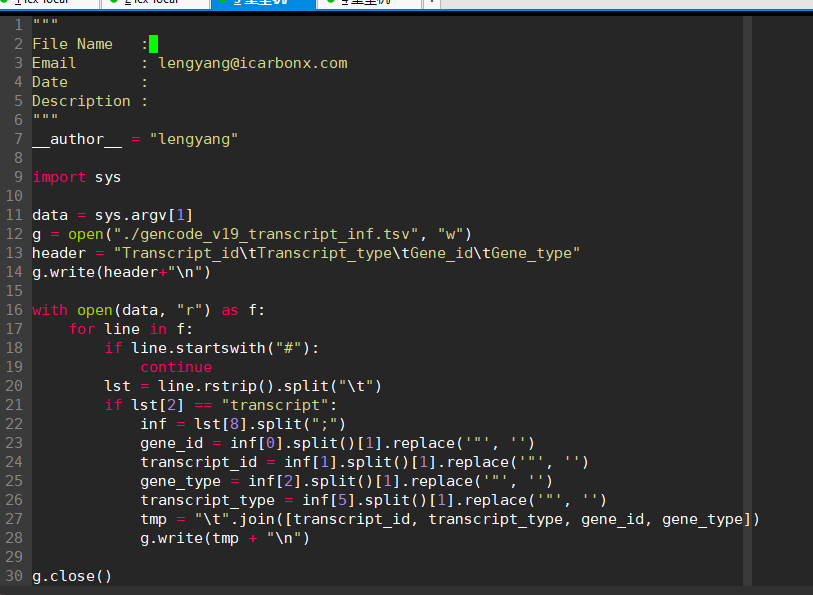 1 """
2 File Name   :
3 Email       : lengyang@icarbonx.com
4 Date        :
5 Description :
6 """
7 __author__ = "lengyang"
8
9 import sys
10
11 data = sys.argv[1]
12 g = open("./gencode_v19_transcript_inf.tsv", "w")
13 header = "Transcript_id\tTranscript_type\tGene_id\tGene_type"
14 g.write(header+"\n")
15
16 with open(data, "r") as f:
17     for line in f:
18         if line.startswith("#"):
19             continue
20         lst = line.rstrip().split("\t")
21         if lst[2] == "transcript":
22             inf = lst[8].split(";")
23             gene_id = inf[0].split()[1].replace('"', '')
24             transcript_id = inf[1].split()[1].replace('"', '')
25             gene_type = inf[2].split()[1].replace('"', '')
26             transcript_type = inf[5].split()[1].replace('"', '')
27             tmp = "\t".join([transcript_id, transcript_type, gene_id, gene_type])
28             g.write(tmp + "\n")
29
30 g.close()